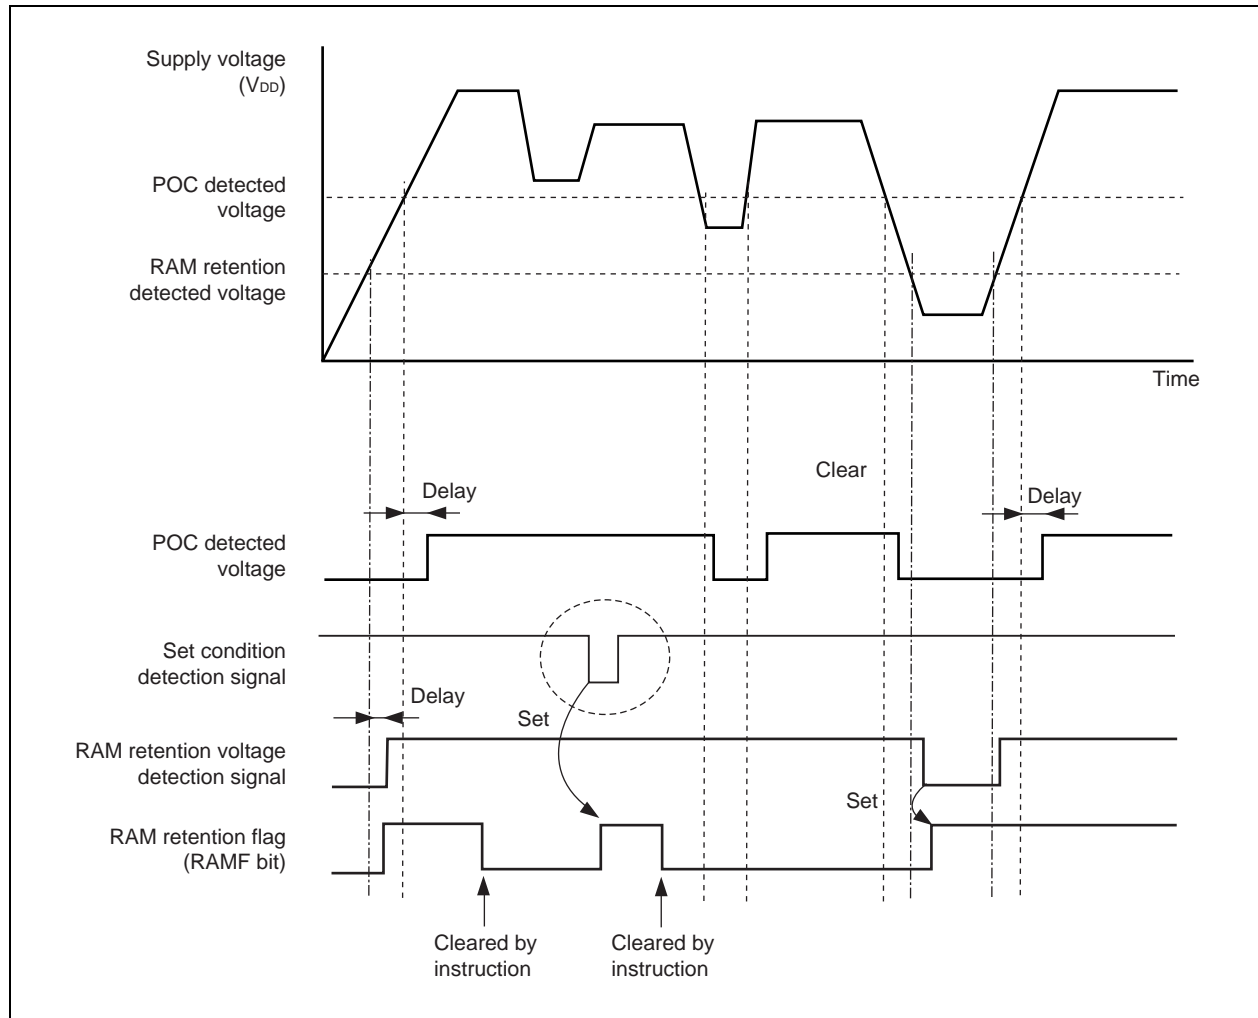 Supply voltage
(VDD)
POC detected
voltage
RAM retention
detected voltage
Time
Clear
Delay
Delay
POC detected
voltage
Set condition
detection signal
Delay
Set
RAM retention voltage
detection signal
Set
RAM retention flag
(RAMF bit)
Cleared by
instruction
Cleared by
instruction